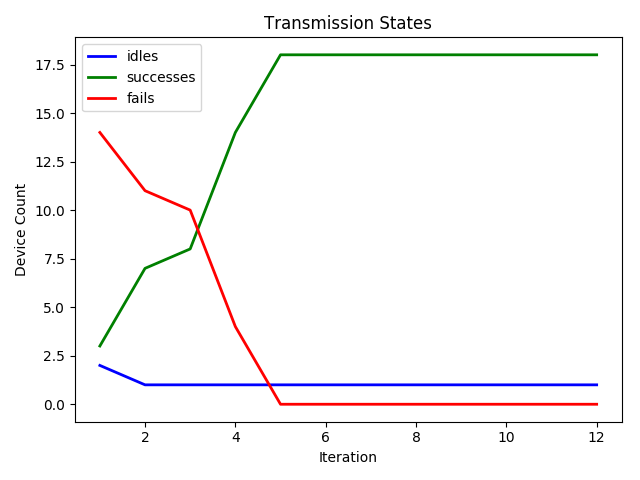 Transmission States
idles
successes
fails
17.5
15.0
12.5
10.0
7.5
5.0
2.5
0.0
Device Count
2 4 6 8 10 12
Iteration